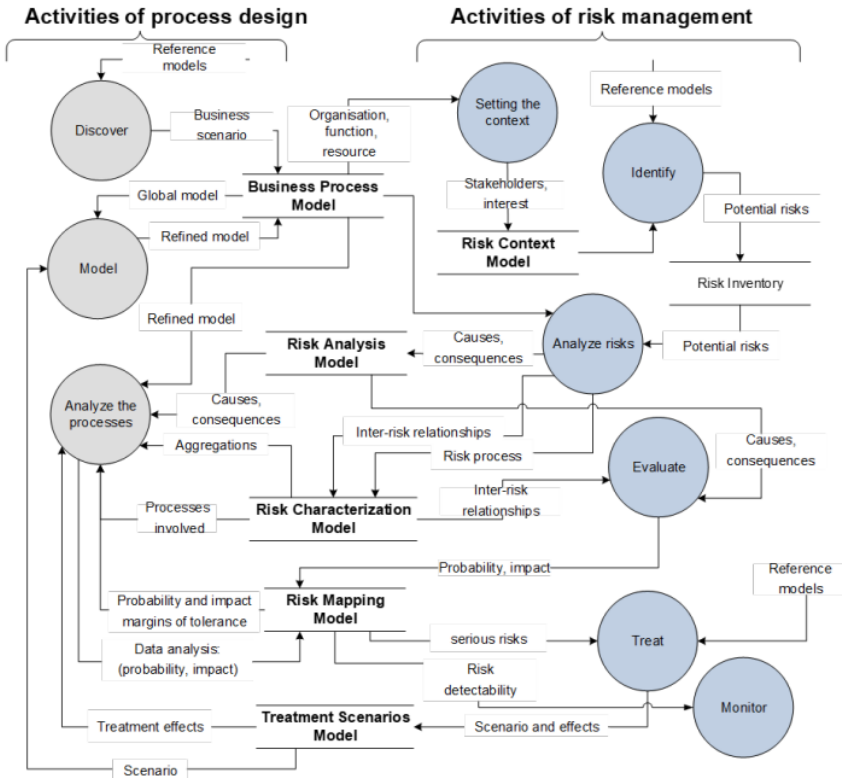 Activities of process design
Activities of risk management
Reference
models
Discover
Business
scenario
Organisation,
function,
resource
Setting the
context
Reference models
Identify
Global model
Business Process
Model
Stakeholders,
interest
Potential risks
Refined model
Model
Risk Context
Model
Risk Inventory
Refined model
Risk Analysis
Model
Causes,
consequences
Analyze risks
Potential risks
Analyze the
processes
Causes,
consequences
Aggregations
Inter-risk relationships
Risk process
Evaluate
Causes,
consequences
Processes
involved
Risk Characterization
Model
Inter-risk
relationships
Probability, impact
Reference
models
Probability and impact
margins of tolerance
Risk Mapping
Model
serious risks
Treat
Data analysis:
(probability, impact)
Risk
detectability
Monitor
Treatment effects
Treatment Scenarios
Model
Scenario and effects
Scenario